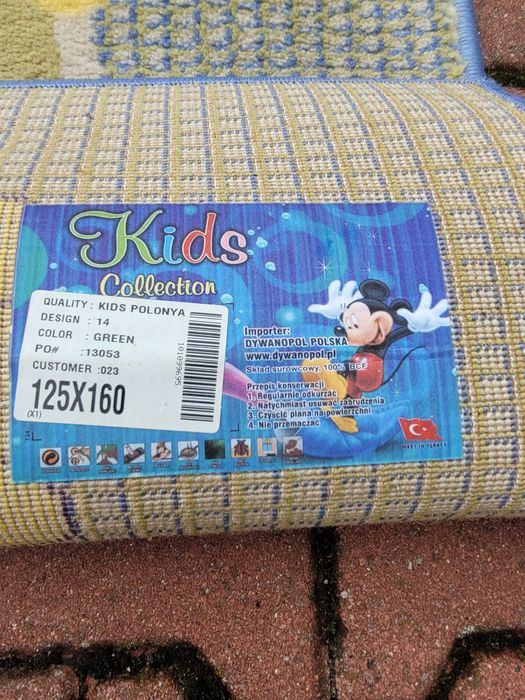 Kids
Collection
QUALITY : KIDS POLONYA
DESIGN : 14
COLOR : GREEN
PO# : 13053
CUSTOMER :023
125X160
(X1)
101099695
Importer:
DYWANOPOL POLSKA
www.dywanopol.pl
Skład surowcowy, 100% BCF
Przepis konserwacji
1. Regularnie odkurzać
2. Natychmiast usuwać zabrudzenia
3. Czyścić pianą na powierzchni
4. Nie przemaczać
MADE IN TURKEY